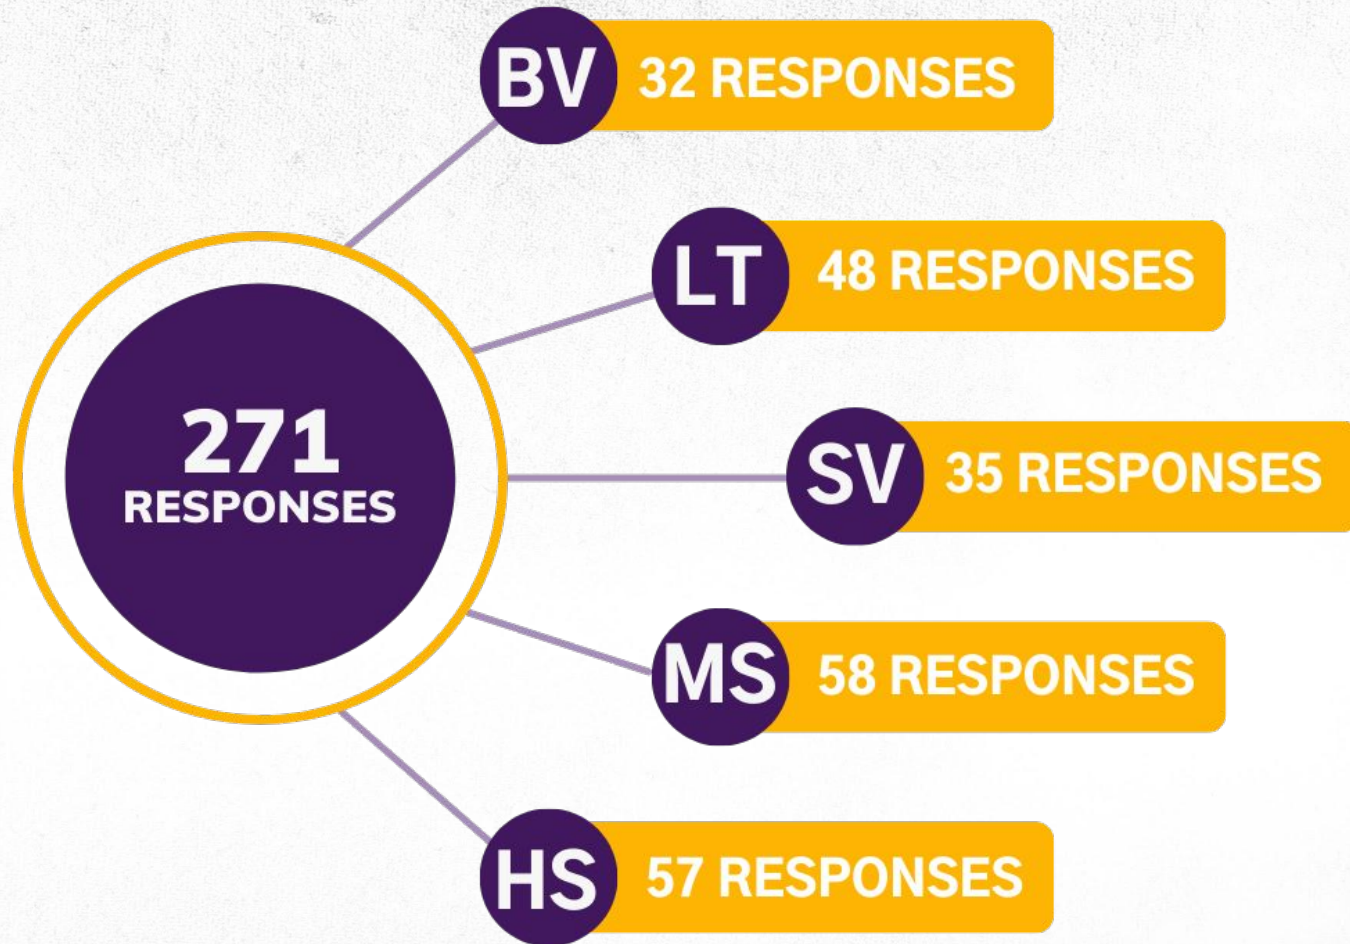 BV
32 RESPONSES
LT
48 RESPONSES
271
RESPONSES
SV
35 RESPONSES
MS
58 RESPONSES
HS
57 RESPONSES